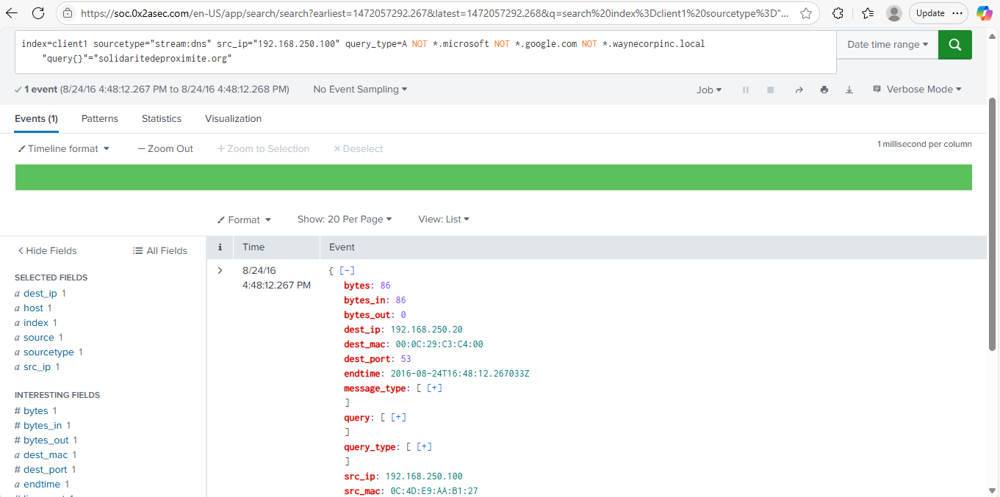 https://soc.0x2asec.com/en-US/app/search/search?earliest=1472057292.267&latest=1472057292.268&q=search%20index%3Dclient1%20sourcetype%3D"... Update
index=client1 sourcetype="stream:dns" src_ip="192.168.250.100" query_type=A NOT *.microsoft NOT *.google.com NOT *.waynecorpinc.local
"query{}"="solidaritedeproximite.org"
Date time range
1 event (8/24/16 4:48:12.267 PM to 8/24/16 4:48:12.268 PM) No Event Sampling Job Verbose Mode
Events (1) Patterns Statistics Visualization
Timeline format — Zoom Out + Zoom to Selection × Deselect 1 millisecond per column
Format Show: 20 Per Page View: List
< Hide Fields All Fields
i Time Event
SELECTED FIELDS
a dest_ip 1
a host 1
a index 1
a source 1
a sourcetype 1
a src_ip 1
INTERESTING FIELDS
# bytes 1
# bytes_in 1
# bytes_out 1
a dest_mac 1
# dest_port 1
a endtime 1
> 8/24/16
4:48:12.267 PM
{ [-]
bytes: 86
bytes_in: 86
bytes_out: 0
dest_ip: 192.168.250.20
dest_mac: 00:0C:29:C3:C4:00
dest_port: 53
endtime: 2016-08-24T16:48:12.267033Z
message_type: [ [+]
]
query: [ [+]
]
query_type: [ [+]
]
src_ip: 192.168.250.100
src_mac: 0C:4D:E9:AA:B1:27